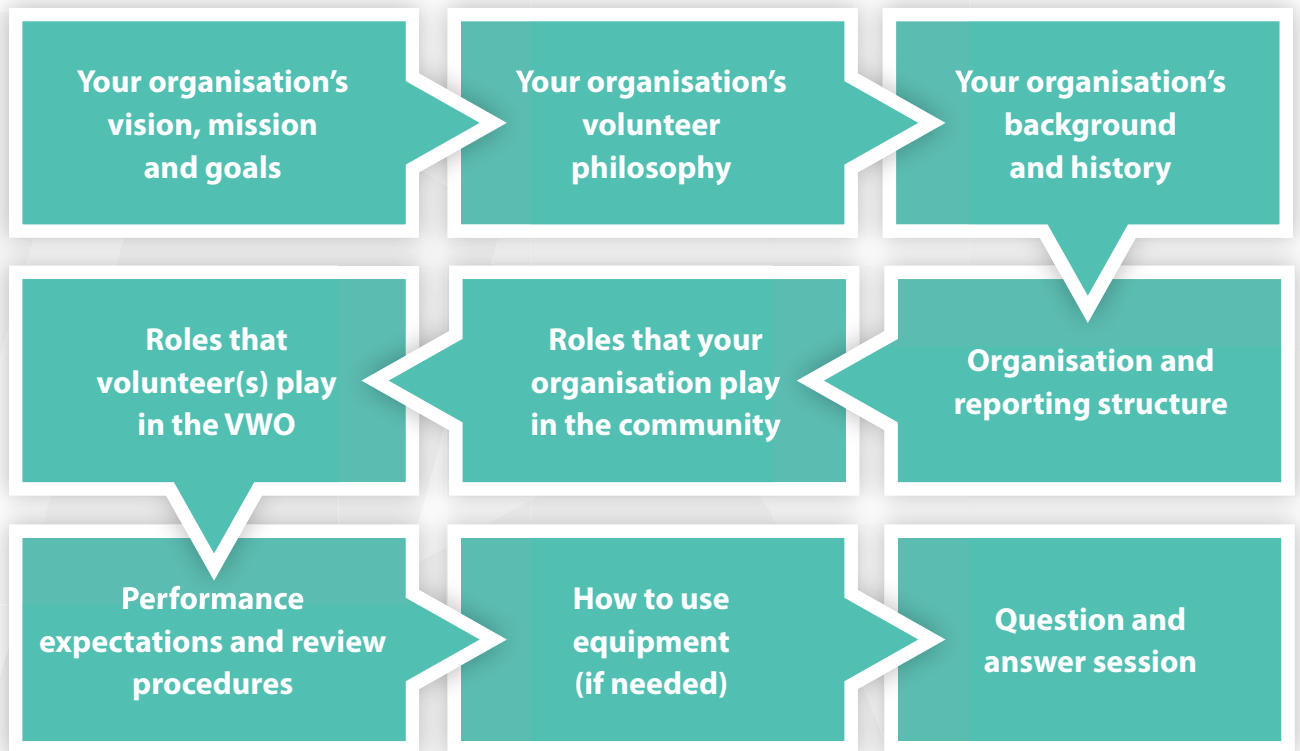 Your organisation's
vision, mission
and goals
Your organisation's
volunteer
philosophy
Your organisation's
background
and history
Organisation and
reporting structure
Roles that your
organisation play
in the community
Roles that
volunteer(s) play
in the VWO
Performance
expectations and review
procedures
How to use
equipment
(if needed)
Question and
answer session